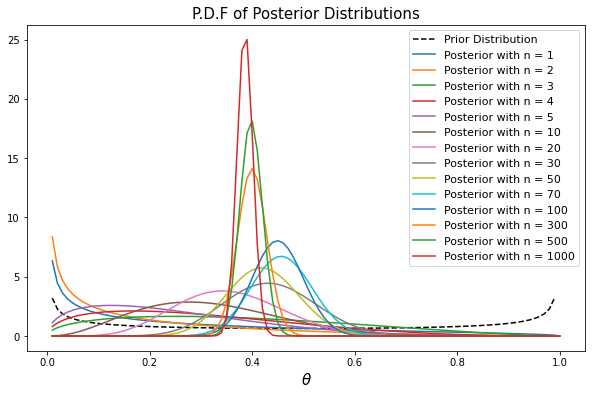 P.D.F of Posterior Distributions
Prior Distribution
Posterior with n = 1
Posterior with n = 2
Posterior with n = 3
Posterior with n = 4
Posterior with n = 5
Posterior with n = 10
Posterior with n = 20
Posterior with n = 30
Posterior with n = 50
Posterior with n = 70
Posterior with n = 100
Posterior with n = 300
Posterior with n = 500
Posterior with n = 1000
25
20
15
10
5
0
0.0 0.2 0.4 0.6 0.8 1.0
θ